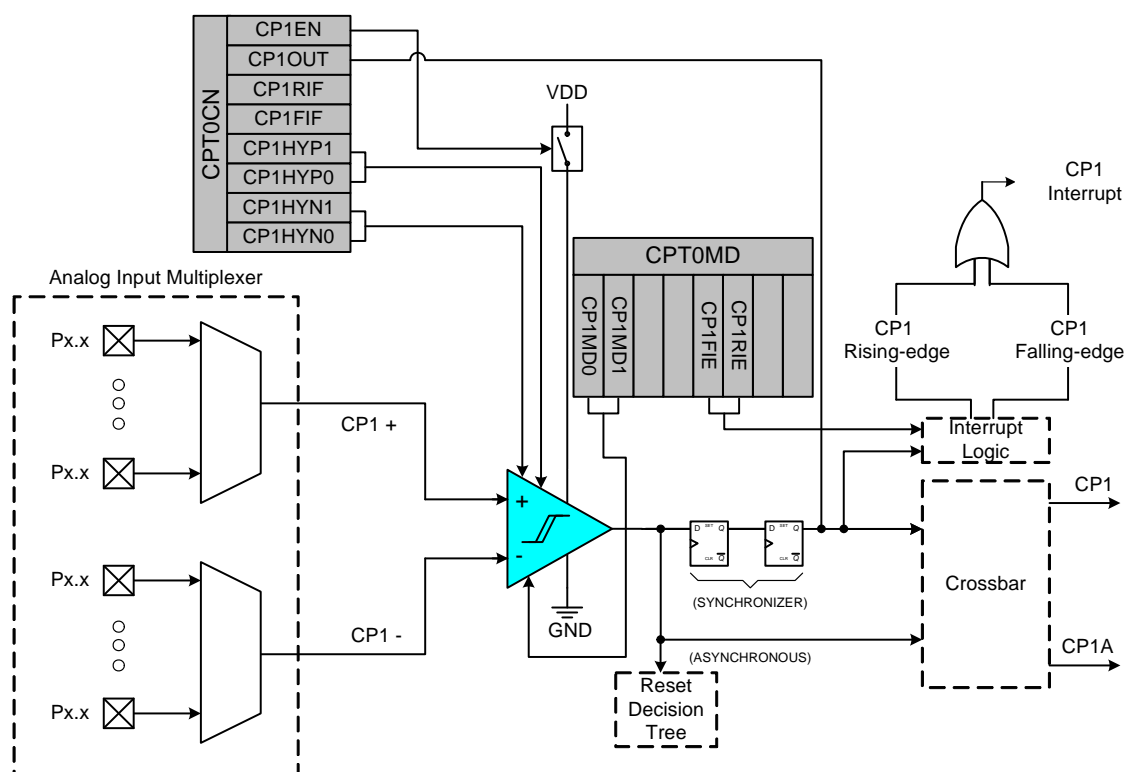 CPT0CN
CP1EN
CP1OUT
CP1RIF
CP1FIF
CP1HYP1
CP1HYP0
CP1HYN1
CP1HYN0
VDD
CPT0MD
CP1MD0
CP1MD1
CP1FIE
CP1RIE
CP1
Interrupt
CP1
Rising-edge
CP1
Falling-edge
Interrupt
Logic
Analog Input Multiplexer
Px.x
Px.x
CP1 +
Px.x
Px.x
CP1 -
+
-
GND
D SET Q
CLR Q
D SET Q
CLR Q
(SYNCHRONIZER)
(ASYNCHRONOUS)
Reset
Decision
Tree
Crossbar
CP1
CP1A